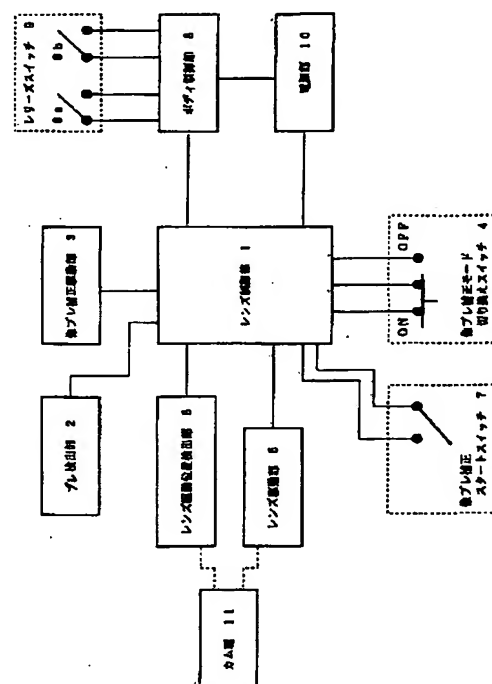 レリーズスイッチ 9
9a
9b
ボディ制御部 8
電源部 10
像ブレ補正駆動部 3
レンズ制御部 1
OFF
ON
像ブレ補正モード
切り換えスイッチ 4
ブレ検出部 2
レンズ駆動位置検出部 5
レンズ駆動部 6
像ブレ補正
スタートスイッチ 7
カム環 11